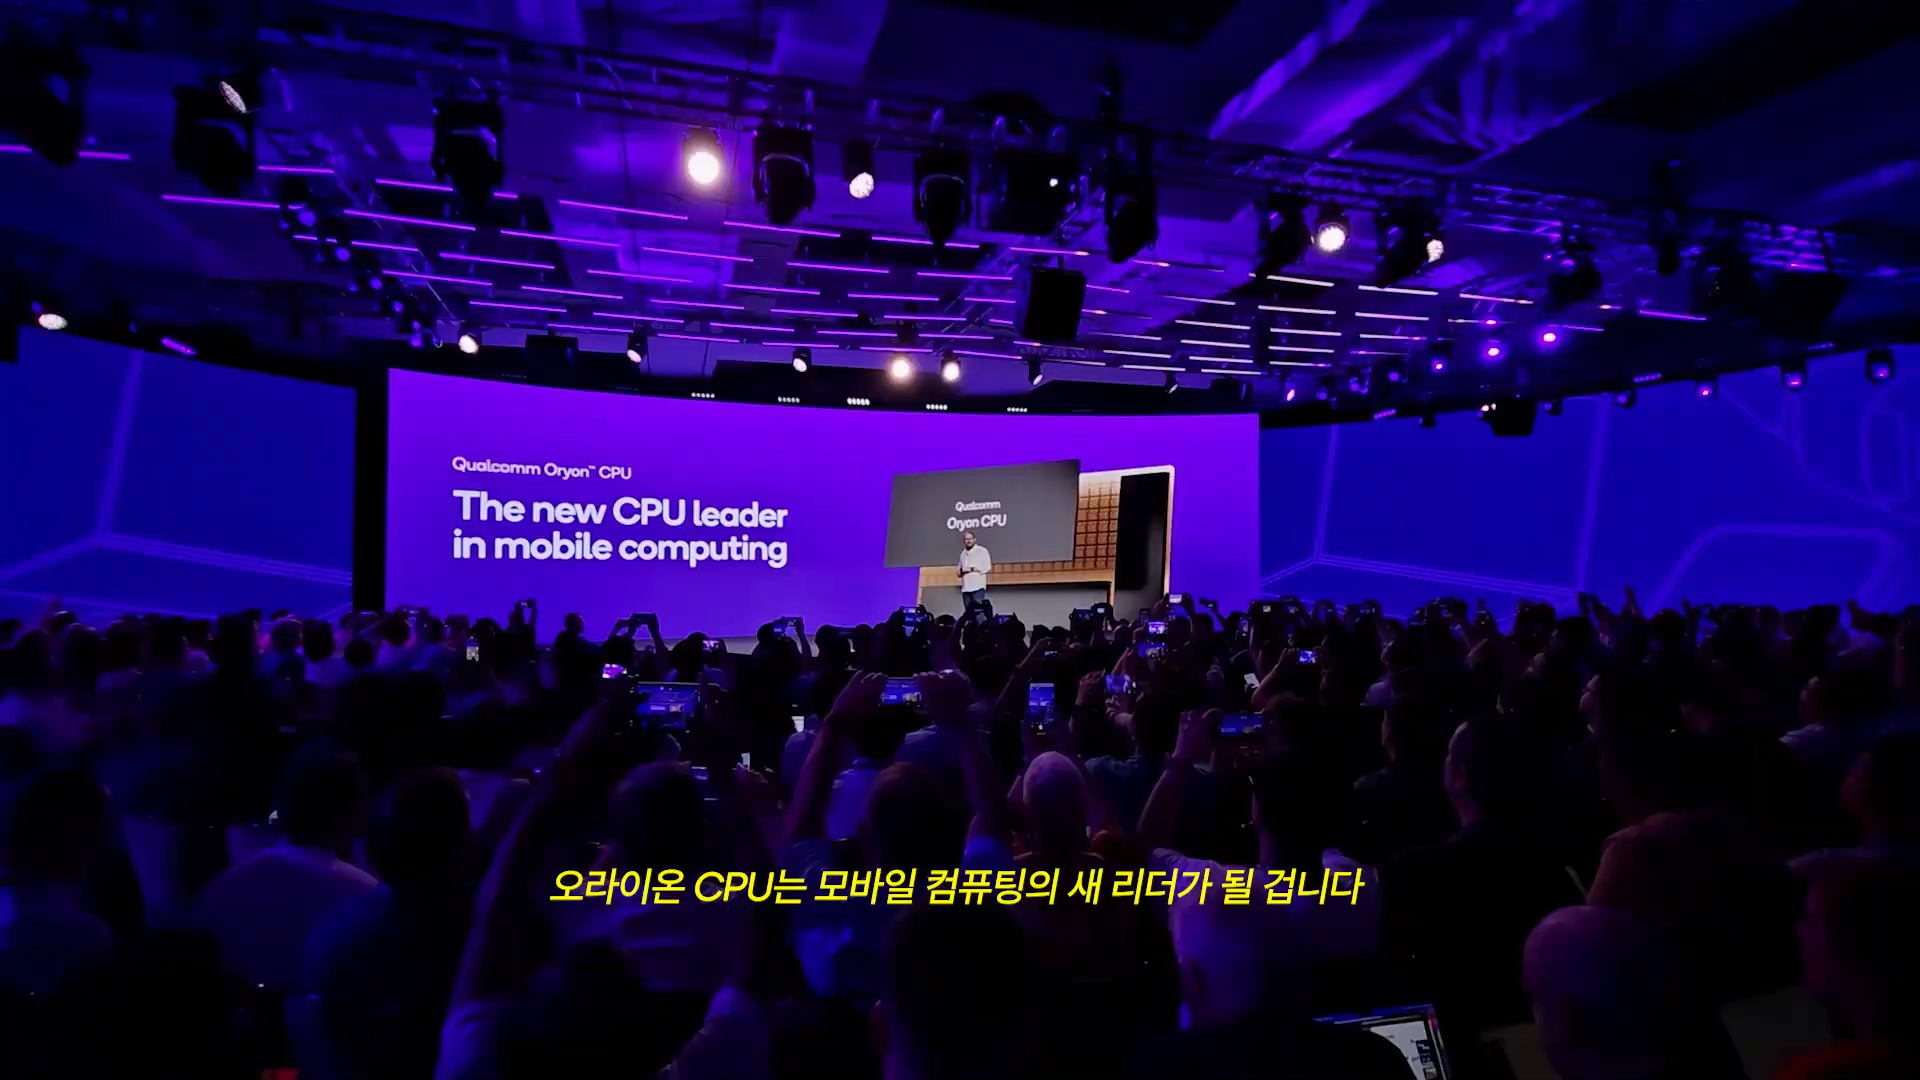 Qualcomm Oryon™ CPU
The new CPU leader
in mobile computing
Qualcomm
Oryon CPU
오라이온 CPU는 모바일 컴퓨팅의 새 리더가 될 겁니다